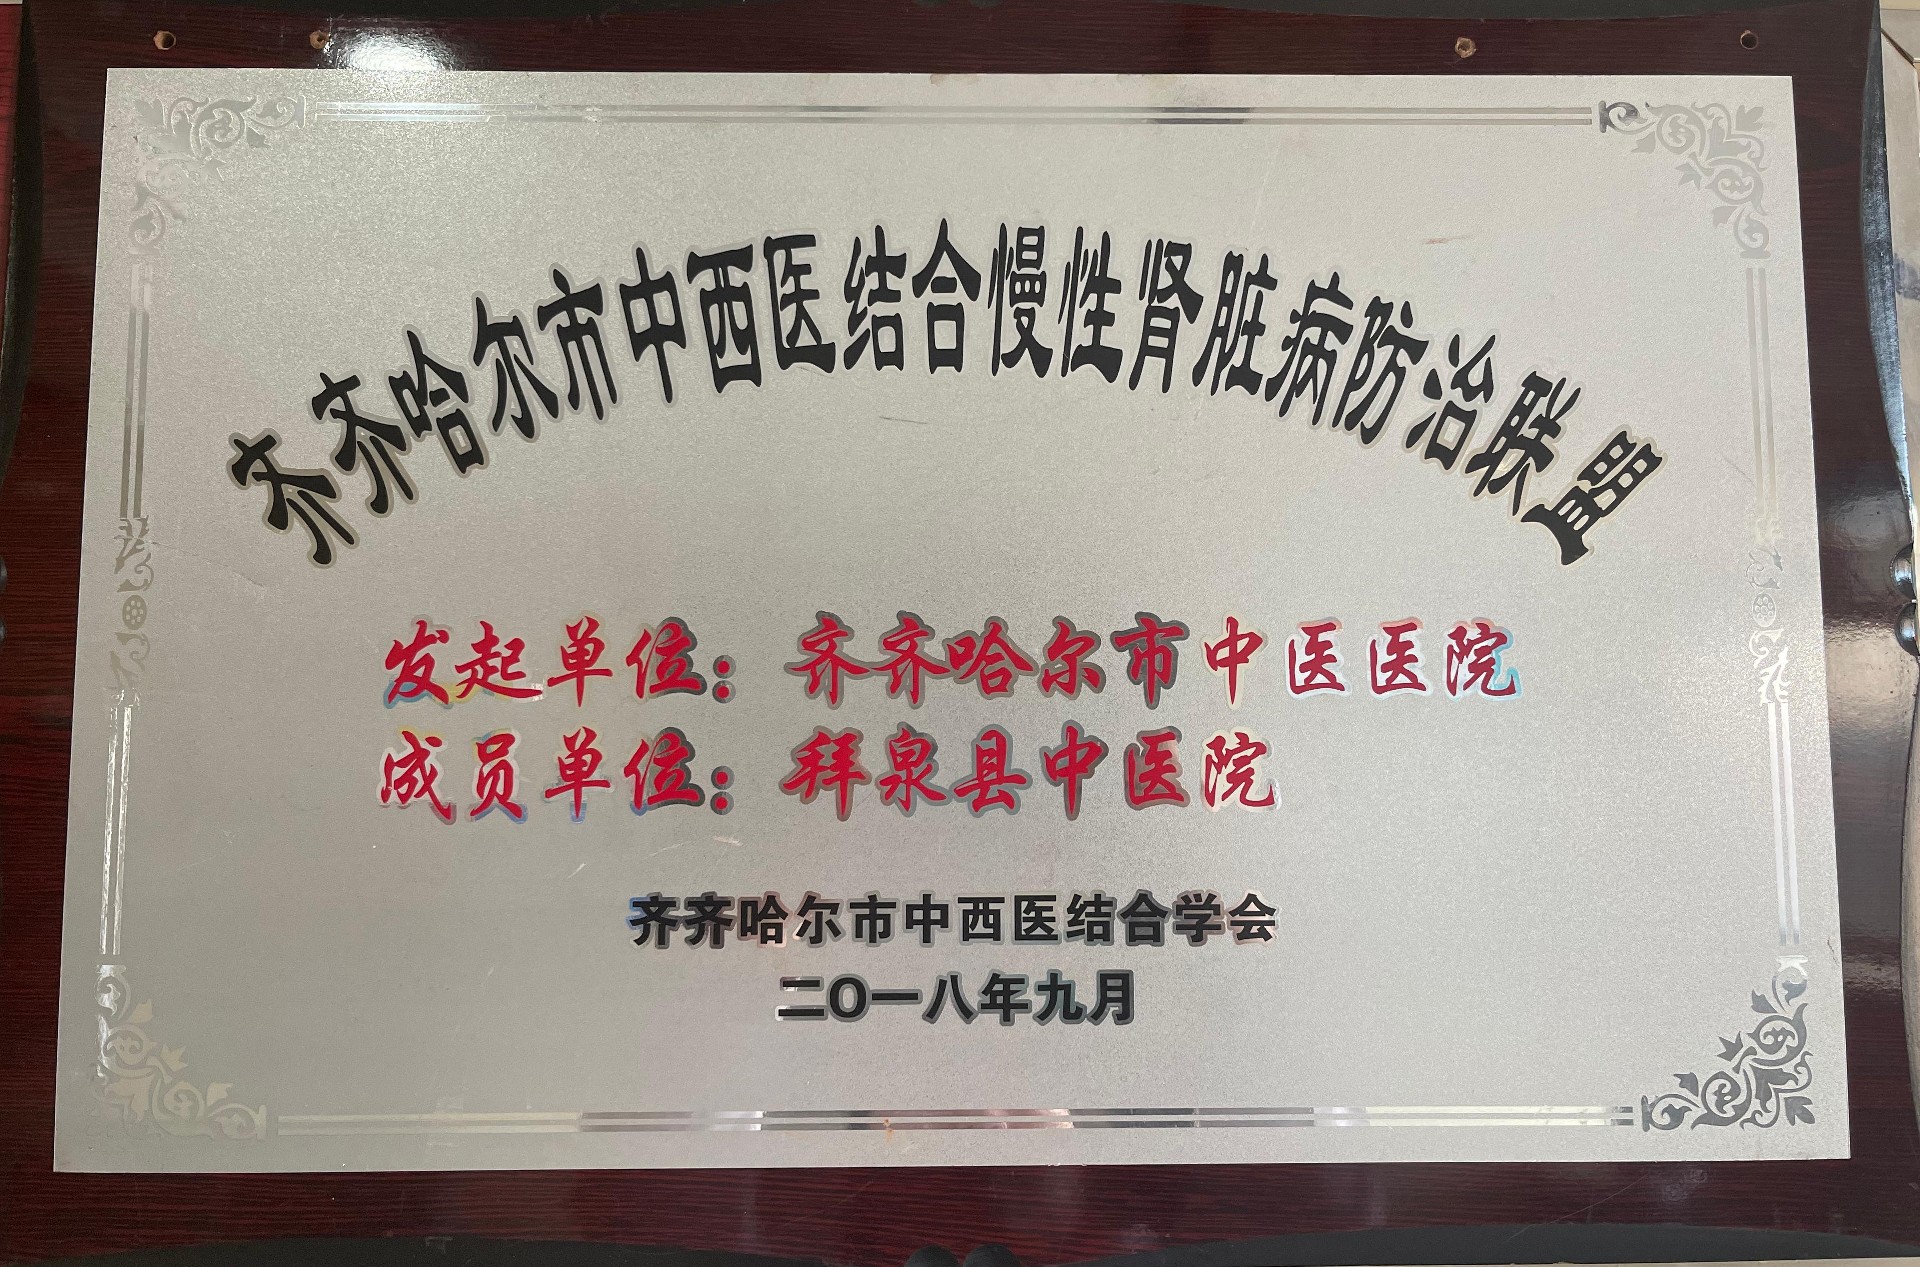 齐齐哈尔市中西医结合慢性肾脏病防治联盟
发起单位：齐齐哈尔市中医医院
成员单位：拜泉县中医院
齐齐哈尔市中西医结合学会
二O一八年九月